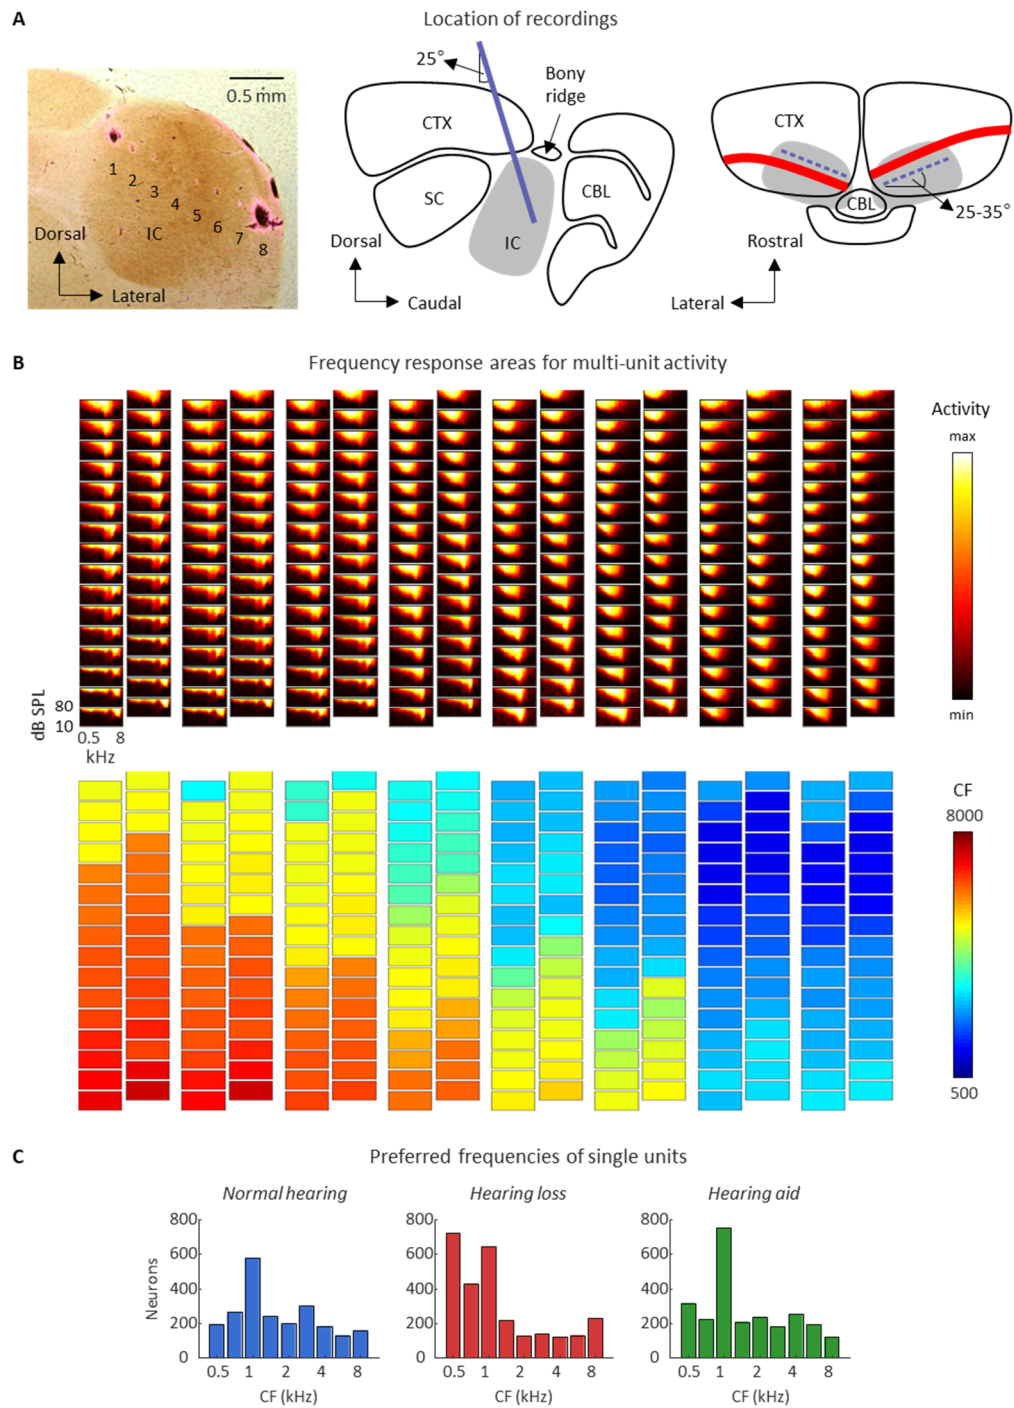 A
Location of recordings
0.5 mm
1
2
3
4
5
6
7
8
IC
Dorsal
Lateral
25°
Bony
ridge
CTX
SC
CBL
IC
Dorsal
Caudal
CTX
CBL
25-35°
Rostral
Lateral
B
Frequency response areas for multi-unit activity
Activity
max
min
dB SPL
80
10
0.5 8
kHz
CF
8000
500
C
Preferred frequencies of single units
Normal hearing
Neurons
800
600
400
200
0
0.5 1 2 4 8
CF (kHz)
Hearing loss
800
600
400
200
0
0.5 1 2 4 8
CF (kHz)
Hearing aid
800
600
400
200
0
0.5 1 2 4 8
CF (kHz)